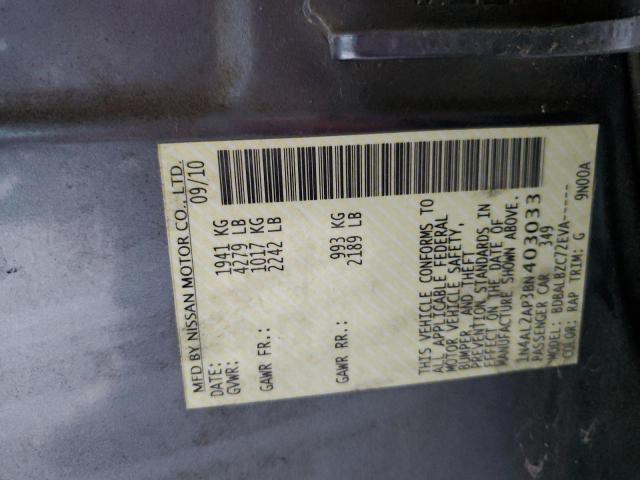 MFD BY NISSAN MOTOR CO., LTD.
DATE: 09/10
GVWR: 1941 KG
4279 LB
GAWR FR.: 1017 KG
2242 LB
GAWR RR.: 993 KG
2189 LB
THIS VEHICLE CONFORMS TO
ALL APPLICABLE FEDERAL
MOTOR VEHICLE SAFETY,
BUMPER, AND THEFT
PREVENTION STANDARDS IN
EFFECT ON THE DATE OF
MANUFACTURE SHOWN ABOVE.
1N4AL2AP3BN403033
PASSENGER CAR 349
MODEL: BDBALBZC7ZEVA-----
COLOR: RAP TRIM: G 9N00A